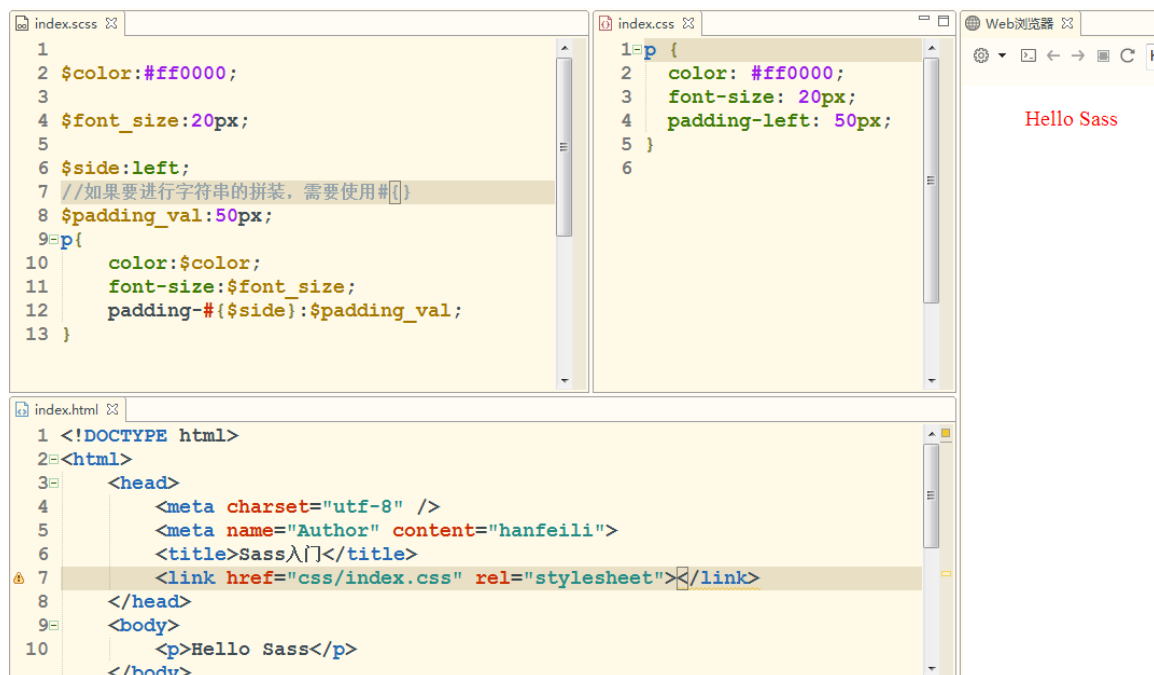 index.scss
1
2 $color:#ff0000;
3
4 $font_size:20px;
5
6 $side:left;
7 //如果要进行字符串的拼装，需要使用#{}
8 $padding_val:50px;
9 p{
10 color:$color;
11 font-size:$font_size;
12 padding-#{$side}:$padding_val;
13 }
index.css
1 p {
2 color: #ff0000;
3 font-size: 20px;
4 padding-left: 50px;
5 }
6
Web浏览器
Hello Sass
index.html
1 <!DOCTYPE html>
2 <html>
3 <head>
4 <meta charset="utf-8" />
5 <meta name="Author" content="hanfeili">
6 <title>Sass入门</title>
7 <link href="css/index.css" rel="stylesheet"></link>
8 </head>
9 <body>
10 <p>Hello Sass</p>
</body>